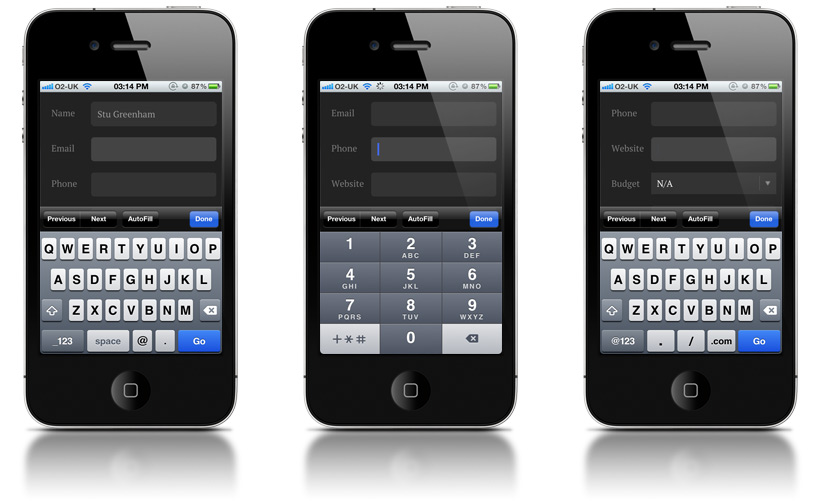 O2-UK 03:14 PM 87%
Name Stu Greenham
Email
Phone
Previous Next AutoFill Done
Q W E R T Y U I O P
A S D F G H J K L
Z X C V B N M
_123 space @ . Go
O2-UK 03:14 PM 87%
Email
Phone
Website
Previous Next AutoFill Done
1 2 3
ABC DEF
4 5 6
GHI JKL MNO
7 8 9
PQRS TUV WXYZ
+*# 0
O2-UK 03:14 PM 87%
Phone
Website
Budget N/A
Previous Next AutoFill Done
Q W E R T Y U I O P
A S D F G H J K L
Z X C V B N M
@123 . / .com Go